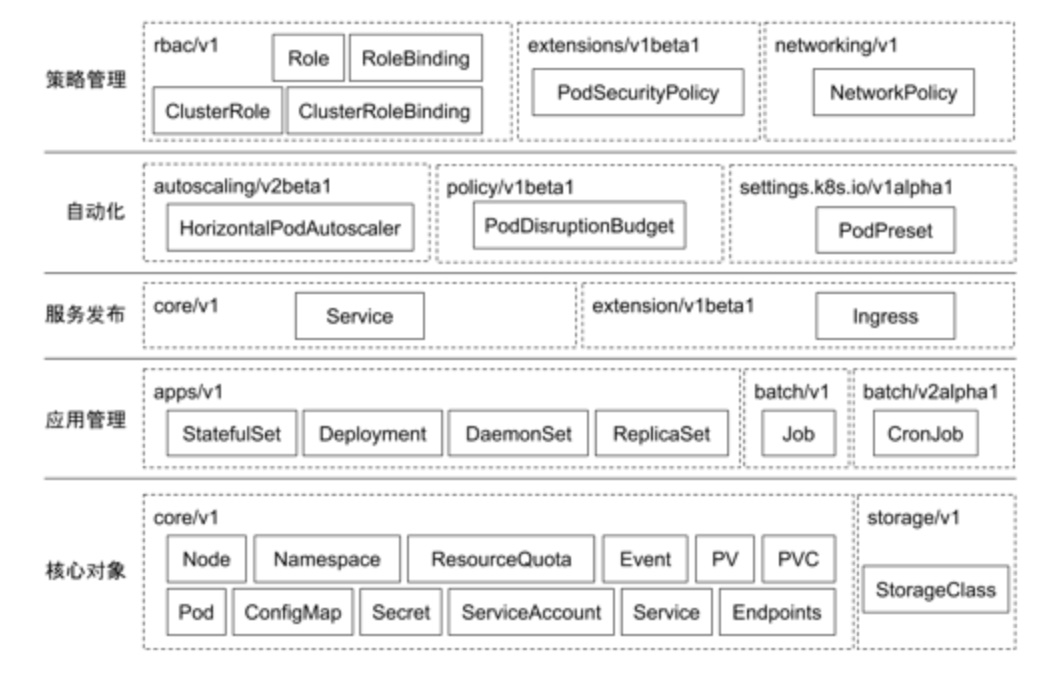 策略管理
rbac/v1
Role
RoleBinding
ClusterRole
ClusterRoleBinding
extensions/v1beta1
PodSecurityPolicy
networking/v1
NetworkPolicy
自动化
autoscaling/v2beta1
HorizontalPodAutoscaler
policy/v1beta1
PodDisruptionBudget
settings.k8s.io/v1alpha1
PodPreset
服务发布
core/v1
Service
extension/v1beta1
Ingress
应用管理
apps/v1
StatefulSet
Deployment
DaemonSet
ReplicaSet
batch/v1
Job
batch/v2alpha1
CronJob
核心对象
core/v1
Node
Namespace
ResourceQuota
Event
PV
PVC
Pod
ConfigMap
Secret
ServiceAccount
Service
Endpoints
storage/v1
StorageClass